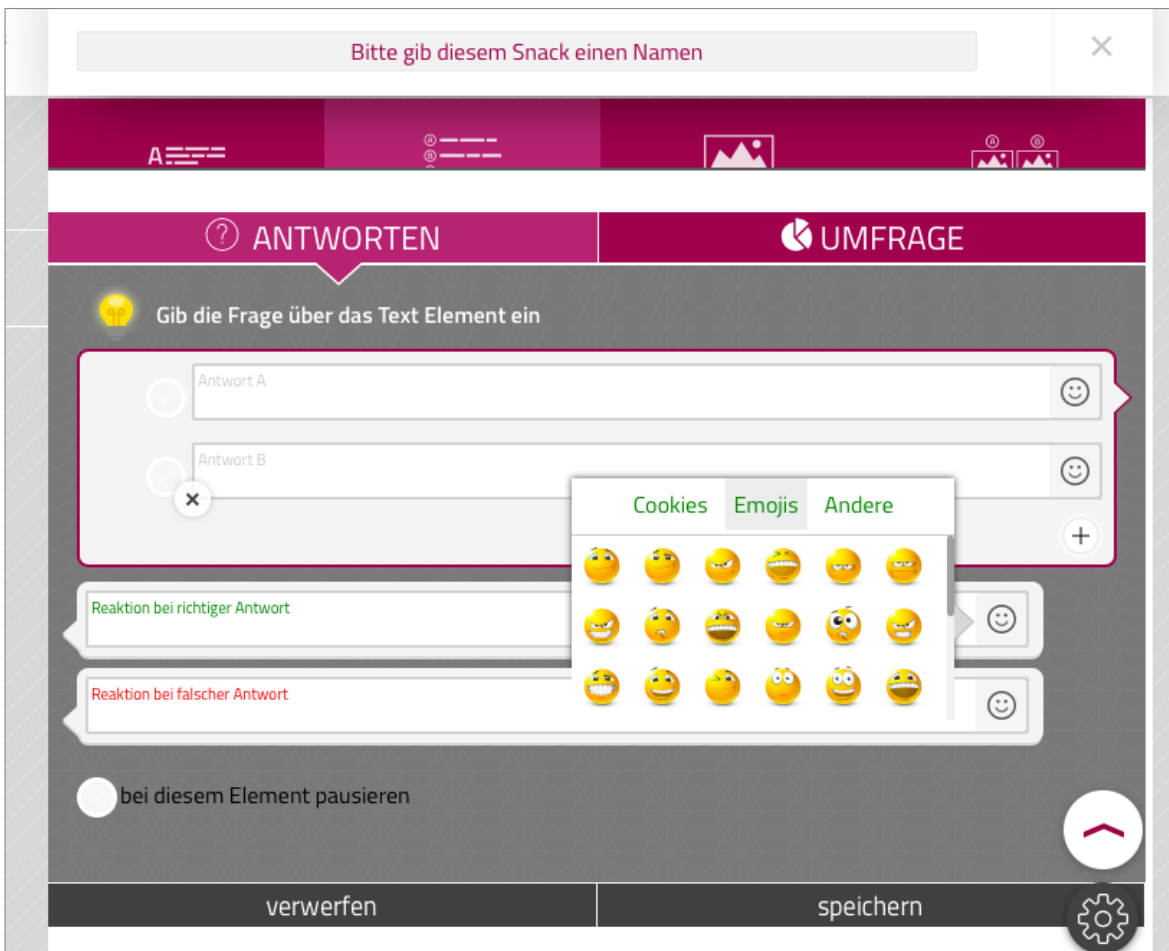 Bitte gib diesem Snack einen Namen
A
A
B
A B
? ANTWORTEN
UMFRAGE
Gib die Frage über das Text Element ein
Antwort A
Antwort B
Cookies Emojis Andere
Reaktion bei richtiger Antwort
Reaktion bei falscher Antwort
bei diesem Element pausieren
verwerfen
speichern